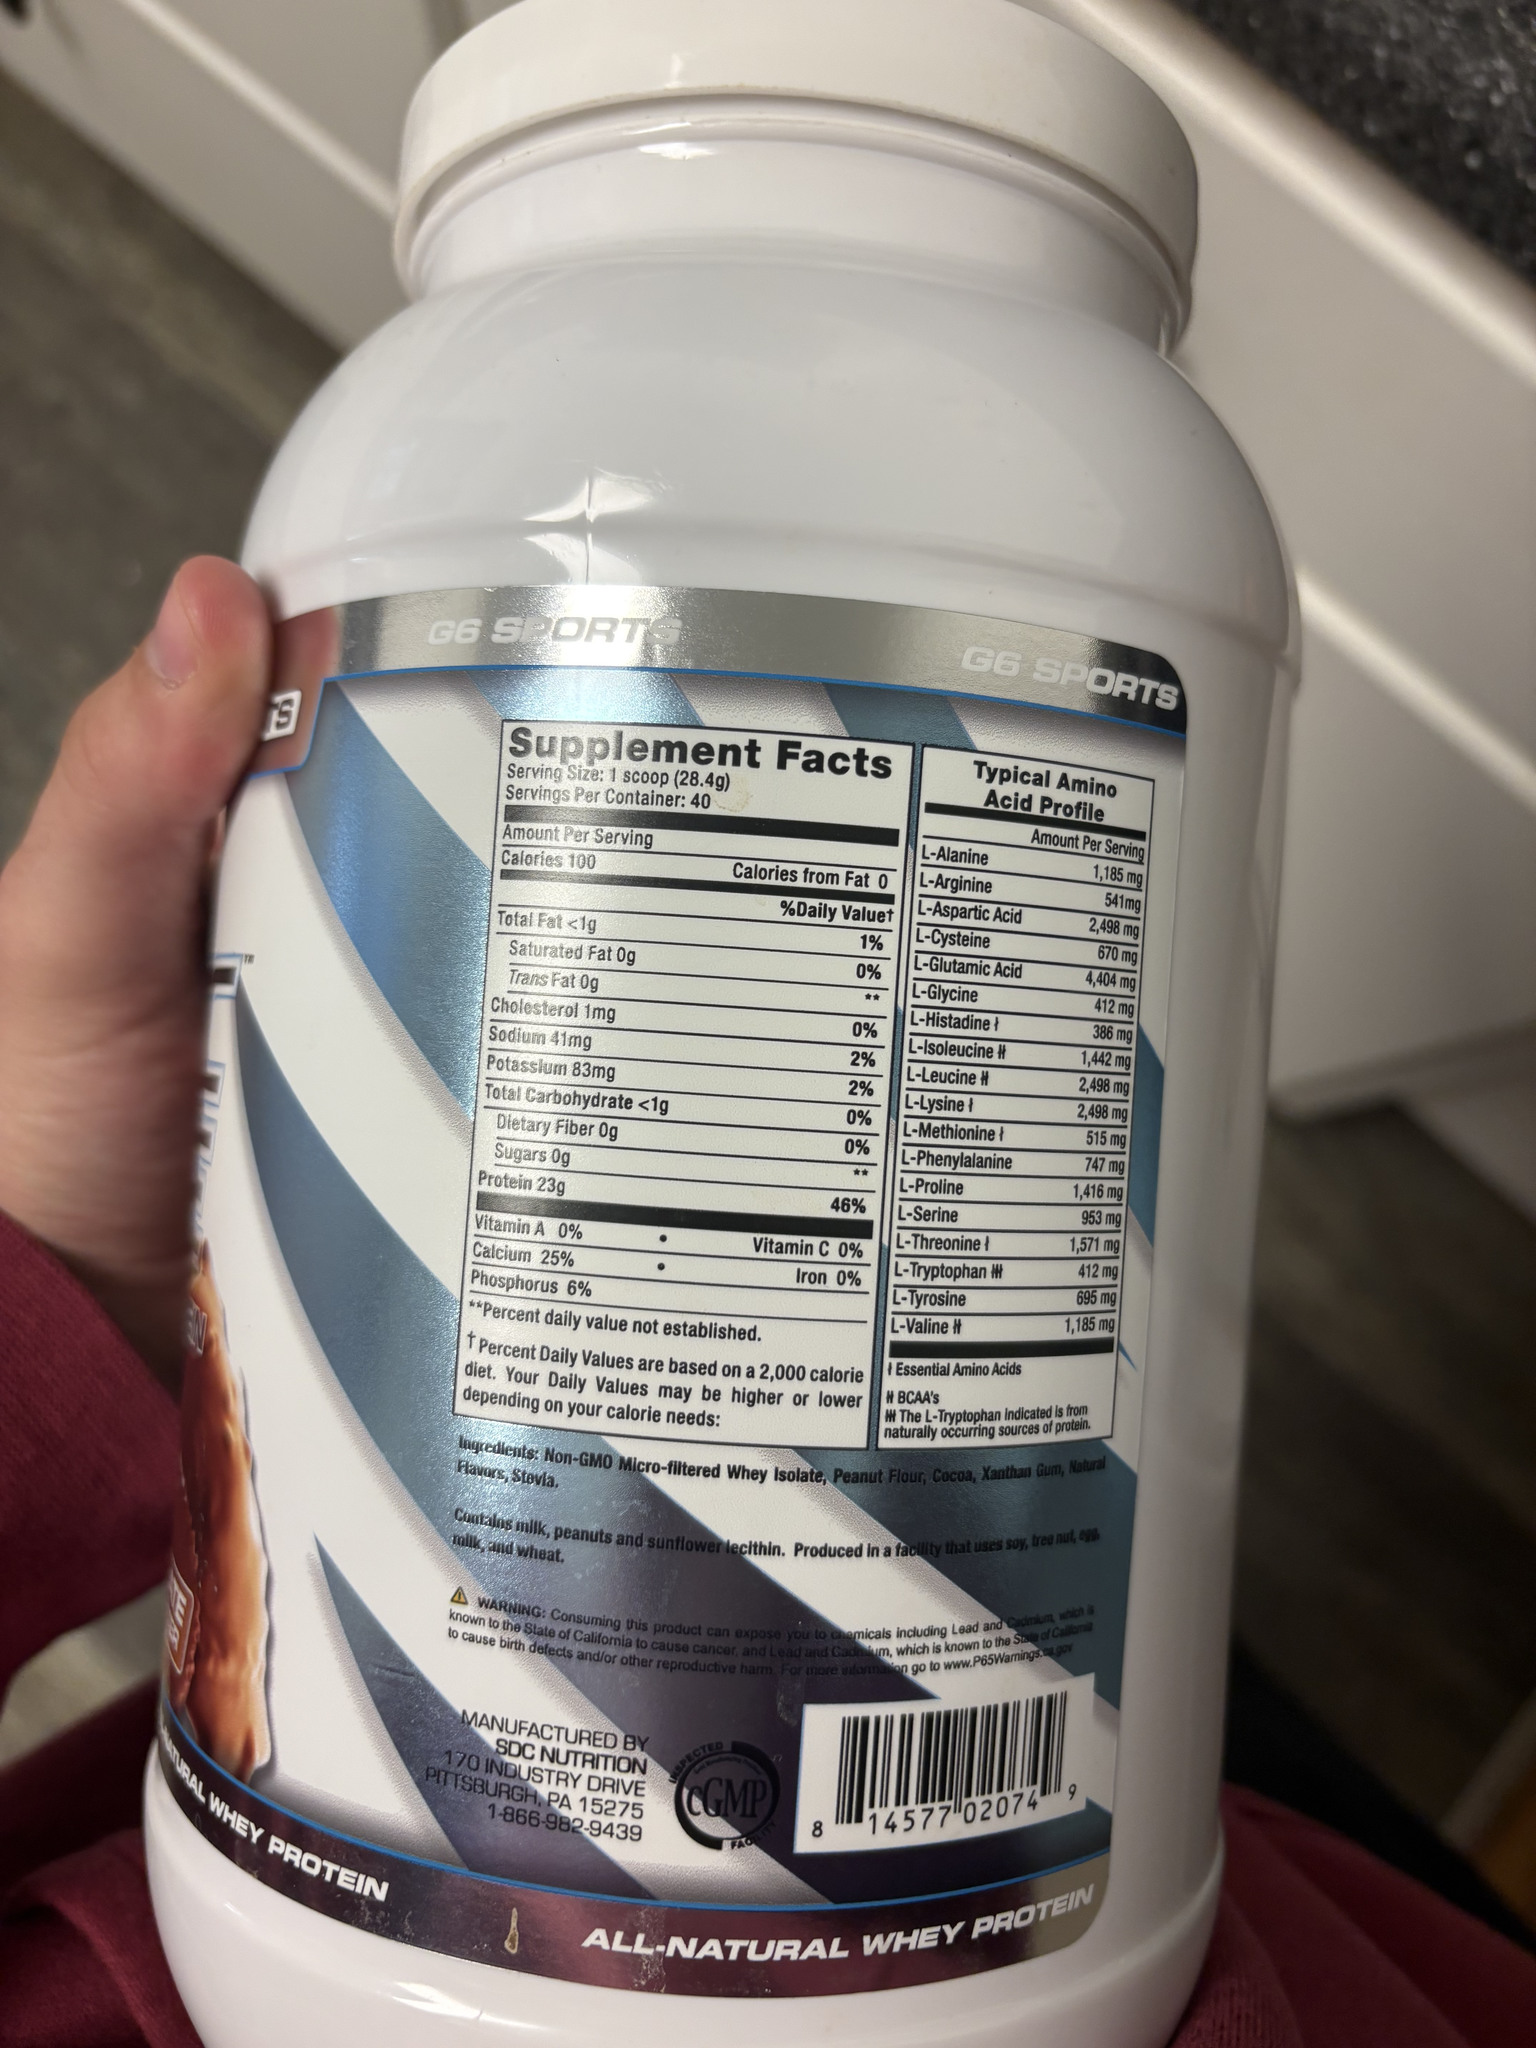 G6 SPORTS
G6 SPORTS
TS
Supplement Facts
Serving Size: 1 scoop (28.4g)
Servings Per Container: 40
Amount Per Serving
Calories 100 Calories from Fat 0
%Daily Value†
Total Fat <1g 1%
Saturated Fat 0g 0%
Trans Fat 0g **
Cholesterol 1mg 0%
Sodium 41mg 2%
Potassium 83mg 2%
Total Carbohydrate <1g 0%
Dietary Fiber 0g 0%
Sugars 0g **
Protein 23g 46%
Vitamin A 0% • Vitamin C 0%
Calcium 25% • Iron 0%
Phosphorus 6%
**Percent daily value not established.
† Percent Daily Values are based on a 2,000 calorie
diet. Your Daily Values may be higher or lower
depending on your calorie needs:
Typical Amino
Acid Profile
Amount Per Serving
L-Alanine 1,185 mg
L-Arginine 541mg
L-Aspartic Acid 2,498 mg
L-Cysteine 670 mg
L-Glutamic Acid 4,404 mg
L-Glycine 412 mg
L-Histadine ƚ 386 mg
L-Isoleucine ƚƚ 1,442 mg
L-Leucine ƚƚ 2,498 mg
L-Lysine ƚ 2,498 mg
L-Methionine ƚ 515 mg
L-Phenylalanine 747 mg
L-Proline 1,416 mg
L-Serine 953 mg
L-Threonine ƚ 1,571 mg
L-Tryptophan ƚƚƚ 412 mg
L-Tyrosine 695 mg
L-Valine ƚƚ 1,185 mg
ƚ Essential Amino Acids
ƚƚ BCAA's
ƚƚƚ The L-Tryptophan indicated is from
naturally occurring sources of protein.
Ingredients: Non-GMO Micro-filtered Whey Isolate, Peanut Flour, Cocoa, Xanthan Gum, Natural
Flavors, Stevia.
Contains milk, peanuts and sunflower lecithin. Produced in a facility that uses soy, tree nut, egg,
milk, and wheat.
WARNING: Consuming this product can expose you to chemicals including Lead and Cadmium, which is
known to the State of California to cause cancer, and Lead and Cadmium, which is known to the State of California
to cause birth defects and/or other reproductive harm. For more information go to www.P65Warnings.ca.gov
MANUFACTURED BY
SDC NUTRITION
170 INDUSTRY DRIVE
PITTSBURGH, PA 15275
1-866-982-9439
INSPECTED
cGMP
FACILITY
8 14577 02074 9
NATURAL WHEY PROTEIN
ALL-NATURAL WHEY PROTEIN